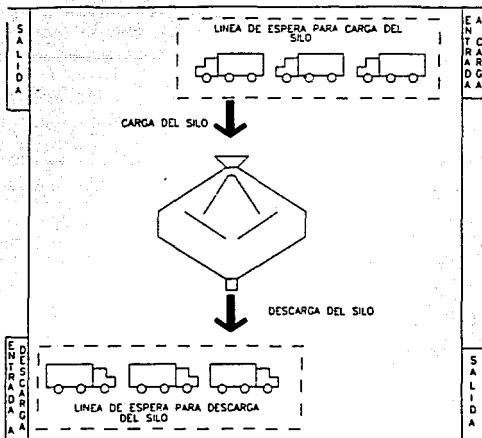 SALIDA
LINEA DE ESPERA PARA CARGA DEL
SILO
ENTRADA
A CARGA
CARGA DEL SILO
DESCARGA DEL SILO
ENTRADA A
DESCARGA
LINEA DE ESPERA PARA DESCARGA
DEL SILO
SALIDA